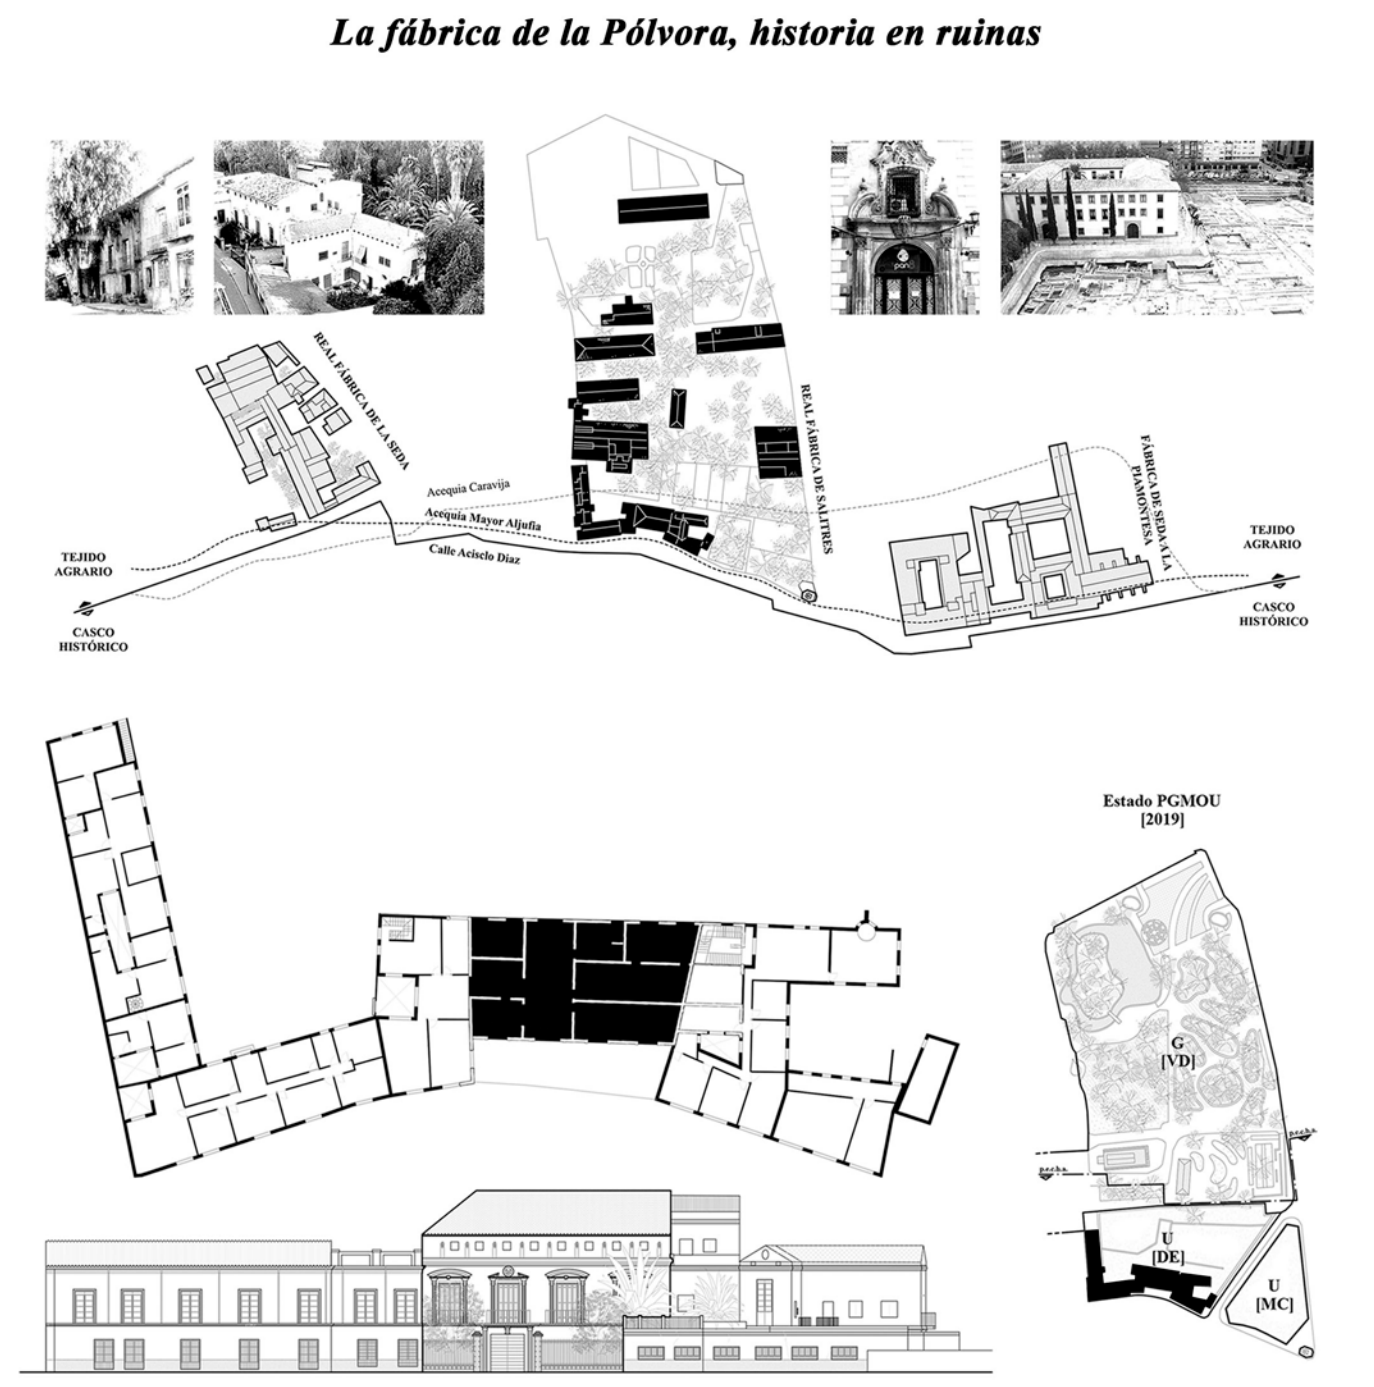 La fábrica de la Pólvora, historia en ruinas
REAL FÁBRICA DE LA SEDA
REAL FÁBRICA DE SALITRES
FÁBRICA DE SEDA A LA
PIAMONTESA
Acequia Caravija
Acequia Mayor Aljufia
Calle Acisclo Díaz
TEJIDO
AGRARIO
CASCO
HISTÓRICO
TEJIDO
AGRARIO
CASCO
HISTÓRICO
Estado PGMOU
[2019]
G
[VD]
p.e.c.h.a.
p.e.c.h.a.
U
[DE]
U
[MC]